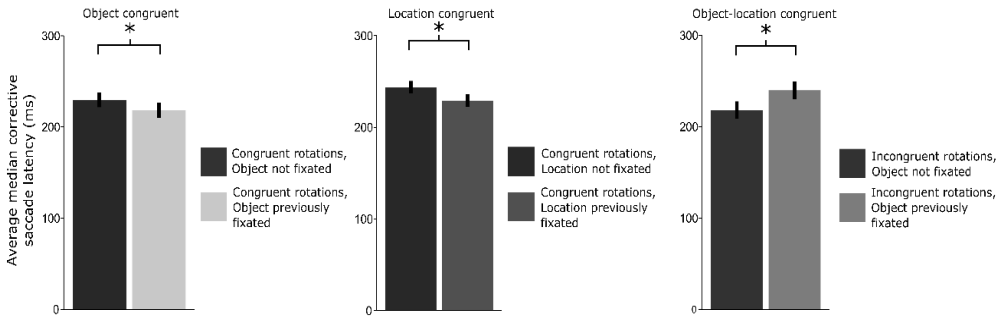 Object congruent
*
300
200
100
0
Average median corrective
saccade latency (ms)
Congruent rotations,
Object not fixated
Congruent rotations,
Object previously
fixated
Location congruent
*
300
200
100
0
Congruent rotations,
Location not fixated
Congruent rotations,
Location previously
fixated
Object-location congruent
*
300
200
100
0
Incongruent rotations,
Object not fixated
Incongruent rotations,
Object previously
fixated